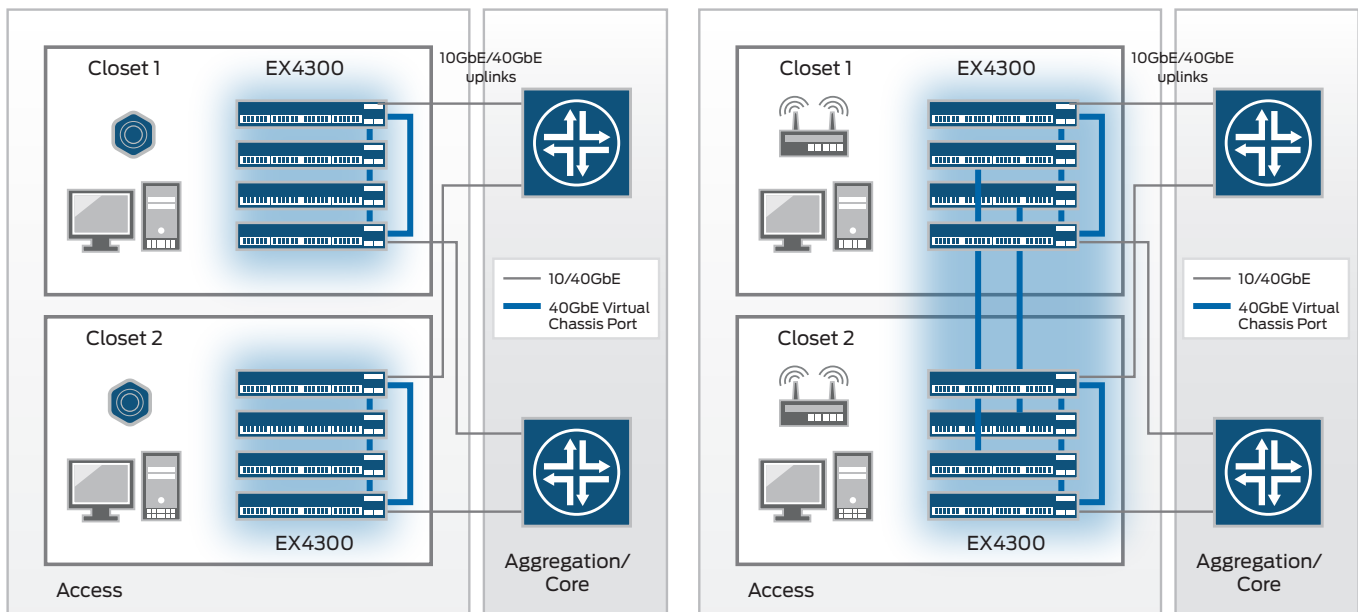 Closet 1
EX4300
10GbE/40GbE
uplinks
10/40GbE
40GbE Virtual
Chassis Port
Closet 2
EX4300
Access
Aggregation/
Core
Closet 1
EX4300
10GbE/40GbE
uplinks
10/40GbE
40GbE Virtual
Chassis Port
Closet 2
EX4300
Access
Aggregation/
Core